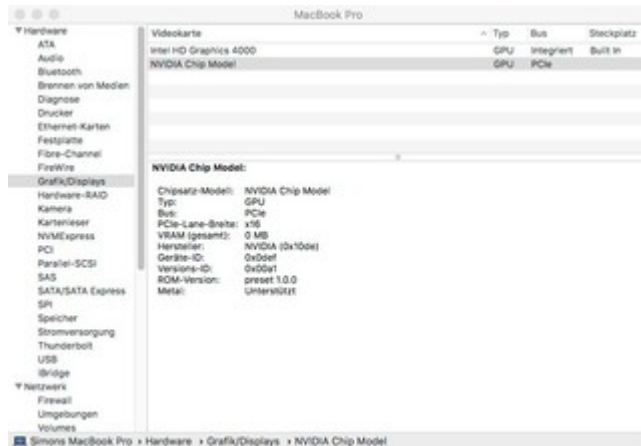 MacBook Pro
Hardware
ATA
Audio
Bluetooth
Brennen von Medien
Diagnose
Drucker
Ethernet-Karten
Festplatte
Fibre-Channel
FireWire
Grafik/Displays
Hardware-RAID
Kamera
Kartenleser
NVMExpress
PCI
Parallel-SCSI
SAS
SATA/SATA Express
SPI
Speicher
Stromversorgung
Thunderbolt
USB
iBridge
Netzwerk
Firewall
Umgebungen
Volumes
Videokarte Typ Bus Steckplatz
Intel HD Graphics 4000 GPU Integriert Built In
NVIDIA Chip Model GPU PCIe
NVIDIA Chip Model:
Chipsatz-Modell: NVIDIA Chip Model
Typ: GPU
Bus: PCIe
PCIe-Lane-Breite: x16
VRAM (gesamt): 0 MB
Hersteller: NVIDIA (0x10de)
Geräte-ID: 0x0def
Versions-ID: 0x00a1
ROM-Version: preset 1.0.0
Metal: Unterstützt
Simons MacBook Pro › Hardware › Grafik/Displays › NVIDIA Chip Model